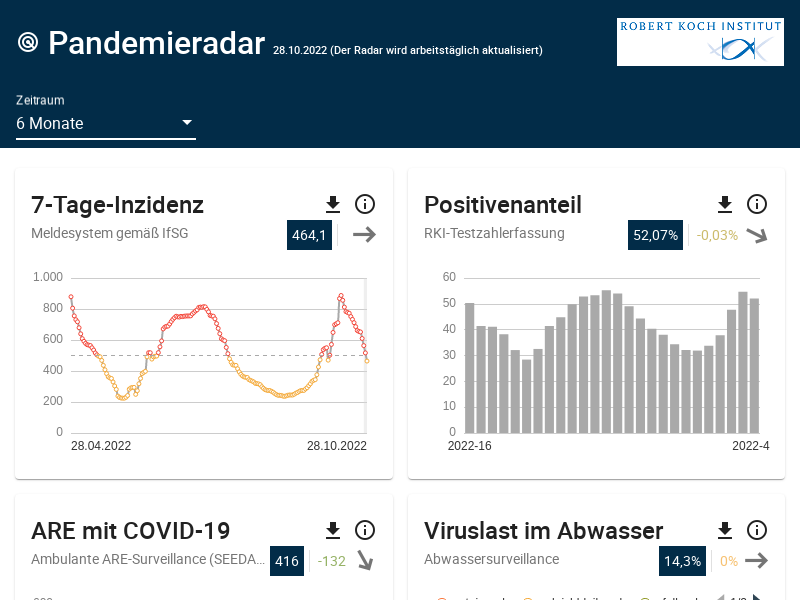 Pandemieradar 28.10.2022 (Der Radar wird arbeitstäglich aktualisiert)
ROBERT KOCH INSTITUT
Zeitraum
6 Monate
7-Tage-Inzidenz
Meldesystem gemäß IfSG
464,1
1.000
800
600
400
200
0
28.04.2022 28.10.2022
Positivenanteil
RKI-Testzahlerfassung
52,07% -0,03%
60
50
40
30
20
10
0
2022-16 2022-4
ARE mit COVID-19
Ambulante ARE-Surveillance (SEEDA...
416 -132
Viruslast im Abwasser
Abwassersurveillance
14,3% 0%